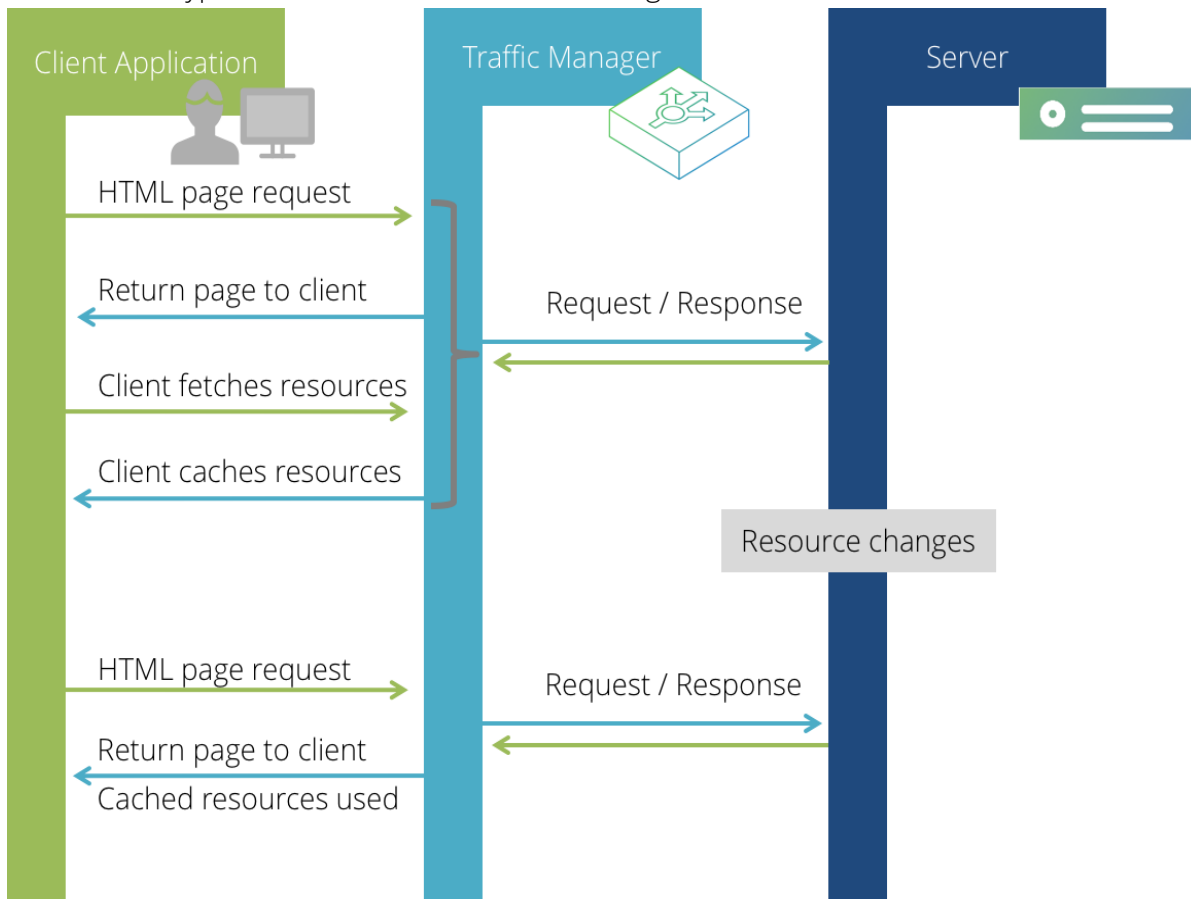 Client Application
Traffic Manager
Server
HTML page request
Return page to client
Request / Response
Client fetches resources
Client caches resources
Resource changes
HTML page request
Request / Response
Return page to client
Cached resources used